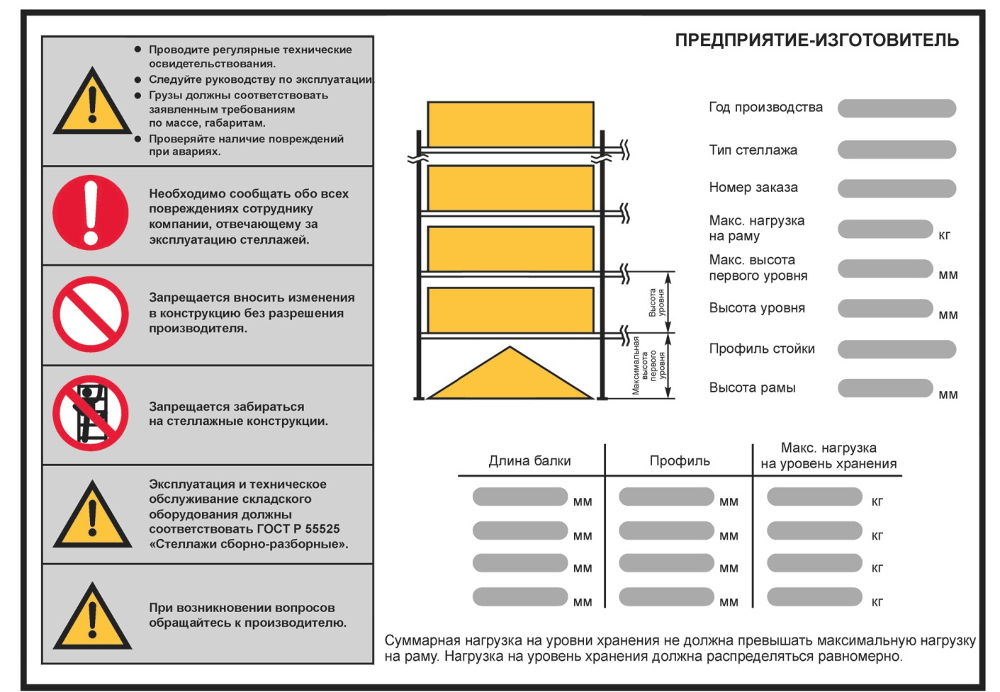 ● Проводите регулярные технические
освидетельствования.
● Следуйте руководству по эксплуатации.
● Грузы должны соответствовать
заявленным требованиям
по массе, габаритам.
● Проверяйте наличие повреждений
при авариях.
Необходимо сообщать обо всех
повреждениях сотруднику
компании, отвечающему за
эксплуатацию стеллажей.
Запрещается вносить изменения
в конструкцию без разрешения
производителя.
Запрещается забираться
на стеллажные конструкции.
Эксплуатация и техническое
обслуживание складского
оборудования должны
соответствовать ГОСТ Р 55525
«Стеллажи сборно-разборные».
При возникновении вопросов
обращайтесь к производителю.
ПРЕДПРИЯТИЕ-ИЗГОТОВИТЕЛЬ
Высота
уровня
Максимальная
высота
первого
уровня
Год производства
Тип стеллажа
Номер заказа
Макс. нагрузка
на раму кг
Макс. высота
первого уровня мм
Высота уровня мм
Профиль стойки
Высота рамы мм
Длина балки Профиль Макс. нагрузка
на уровень хранения
мм мм кг
мм мм кг
мм мм кг
мм мм кг
Суммарная нагрузка на уровни хранения не должна превышать максимальную нагрузку
на раму. Нагрузка на уровень хранения должна распределяться равномерно.